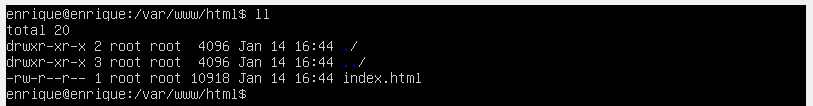 enrique@enrique:/var/www/html$ ll
total 20
drwxr-xr-x 2 root root  4096 Jan 14 16:44 ./
drwxr-xr-x 3 root root  4096 Jan 14 16:44 ../
-rw-r--r-- 1 root root 10918 Jan 14 16:44 index.html
enrique@enrique:/var/www/html$